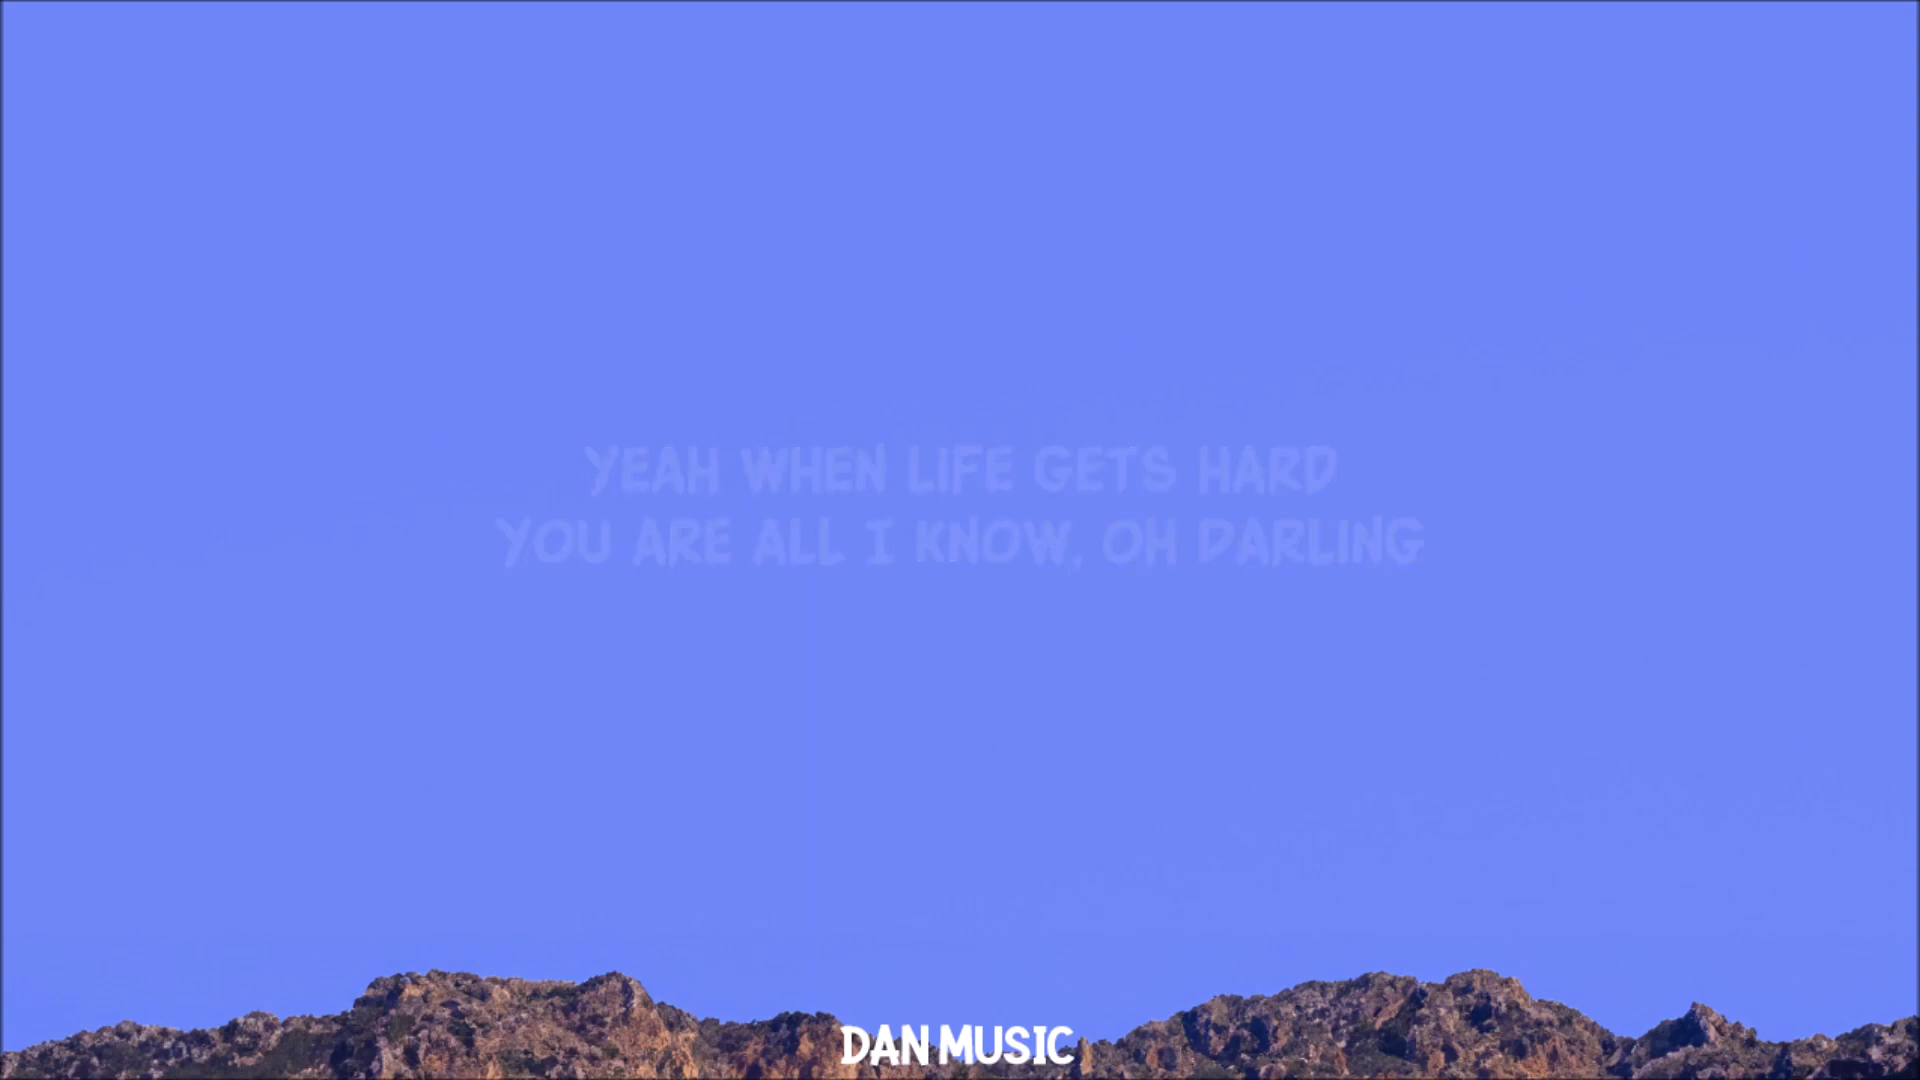 YEAH WHEN LIFE GETS HARD
YOU ARE ALL I KNOW, OH DARLING
DAN MUSIC